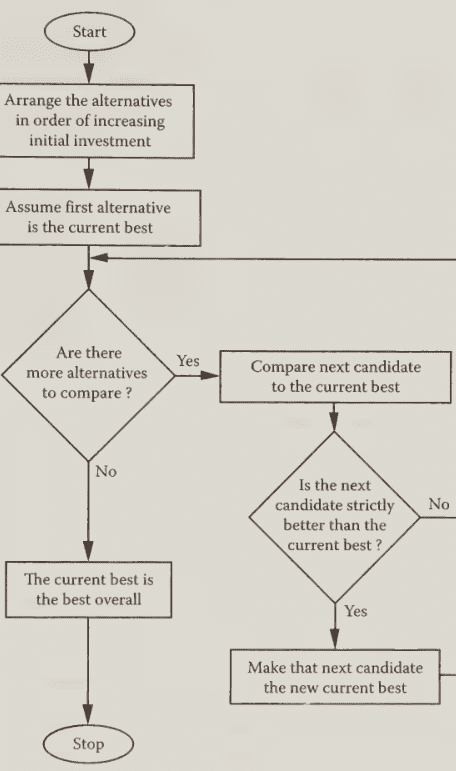 Start
Arrange the alternatives
in order of increasing
initial investment
Assume first alternative
is the current best
Are there
more alternatives
to compare ?
Yes
Compare next candidate
to the current best
No
Is the next
candidate strictly
better than the
current best ?
No
Yes
The current best is
the best overall
Make that next candidate
the new current best
Stop